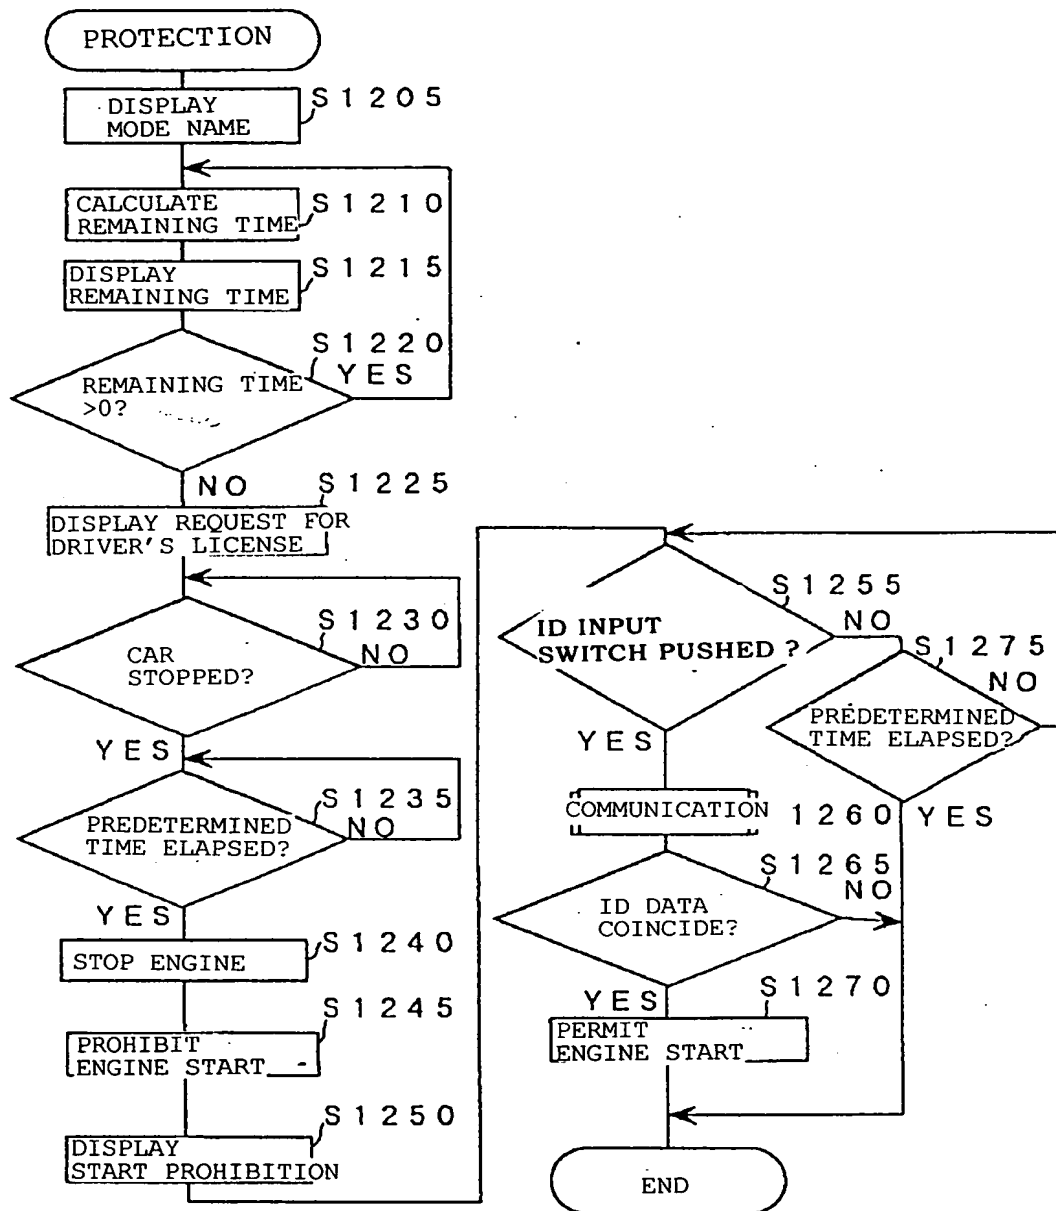 PROTECTION
DISPLAY
MODE NAME
S1205
CALCULATE
REMAINING TIME
S1210
DISPLAY
REMAINING TIME
S1215
REMAINING TIME
>0?
S1220
YES
NO
S1225
DISPLAY REQUEST FOR
DRIVER'S LICENSE
CAR
STOPPED?
S1230
NO
YES
PREDETERMINED
TIME ELAPSED?
S1235
NO
YES
STOP ENGINE
S1240
PROHIBIT
ENGINE START
S1245
DISPLAY
START PROHIBITION
S1250
ID INPUT
SWITCH PUSHED ?
S1255
NO
YES
PREDETERMINED
TIME ELAPSED?
S1275
NO
YES
COMMUNICATION
1260
ID DATA
COINCIDE?
S1265
NO
YES
PERMIT
ENGINE START
S1270
END